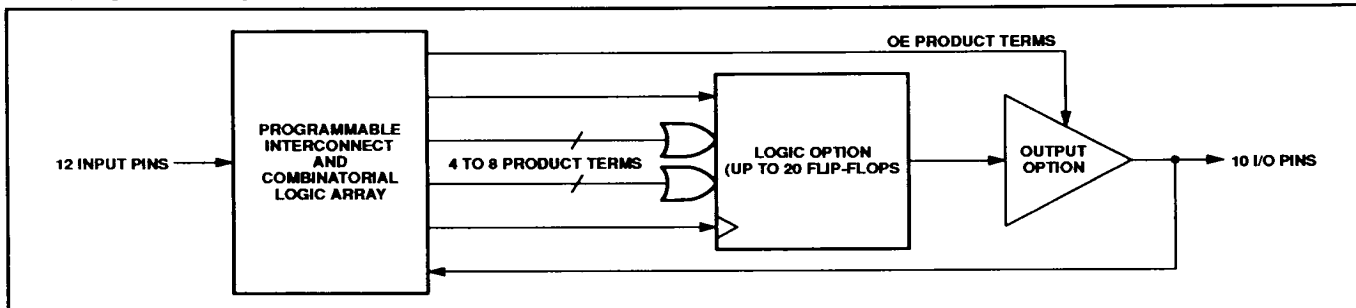 OE PRODUCT TERMS
12 INPUT PINS
PROGRAMMABLE
INTERCONNECT
AND
COMBINATORIAL
LOGIC ARRAY
4 TO 8 PRODUCT TERMS
LOGIC OPTION
(UP TO 20 FLIP-FLOPS
OUTPUT
OPTION
10 I/O PINS